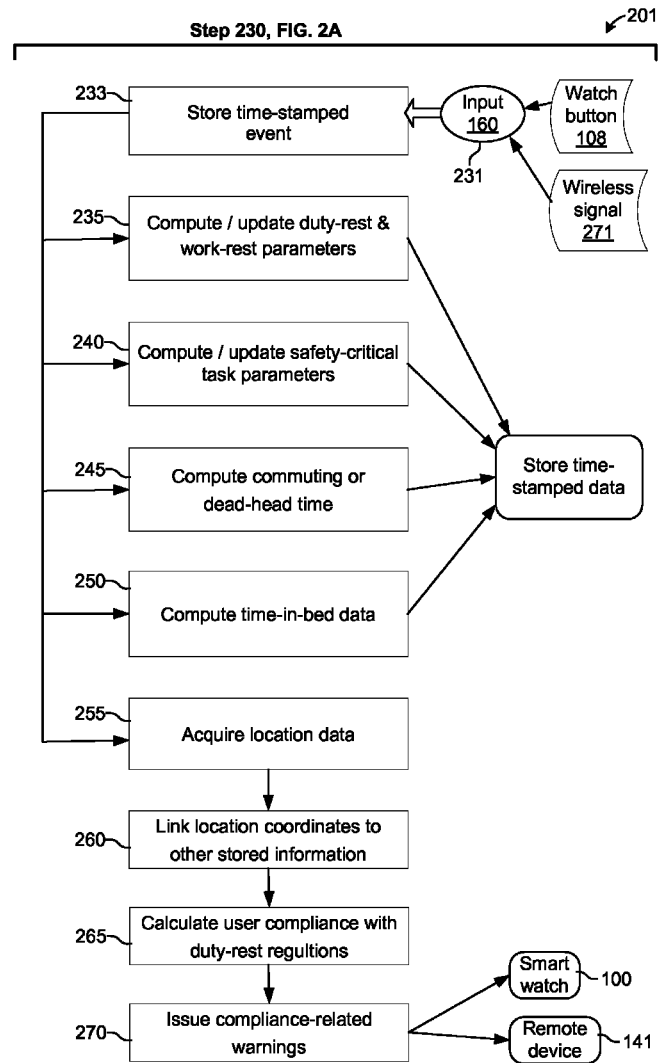 201
Step 230, FIG. 2A
233
Store time-stamped
event
Input
160
231
Watch
button
108
Wireless
signal
271
235
Compute / update duty-rest &
work-rest parameters
240
Compute / update safety-critical
task parameters
245
Compute commuting or
dead-head time
Store time-
stamped data
250
Compute time-in-bed data
255
Acquire location data
260
Link location coordinates to
other stored information
265
Calculate user compliance with
duty-rest regultions
270
Issue compliance-related
warnings
Smart
watch
100
Remote
device
141